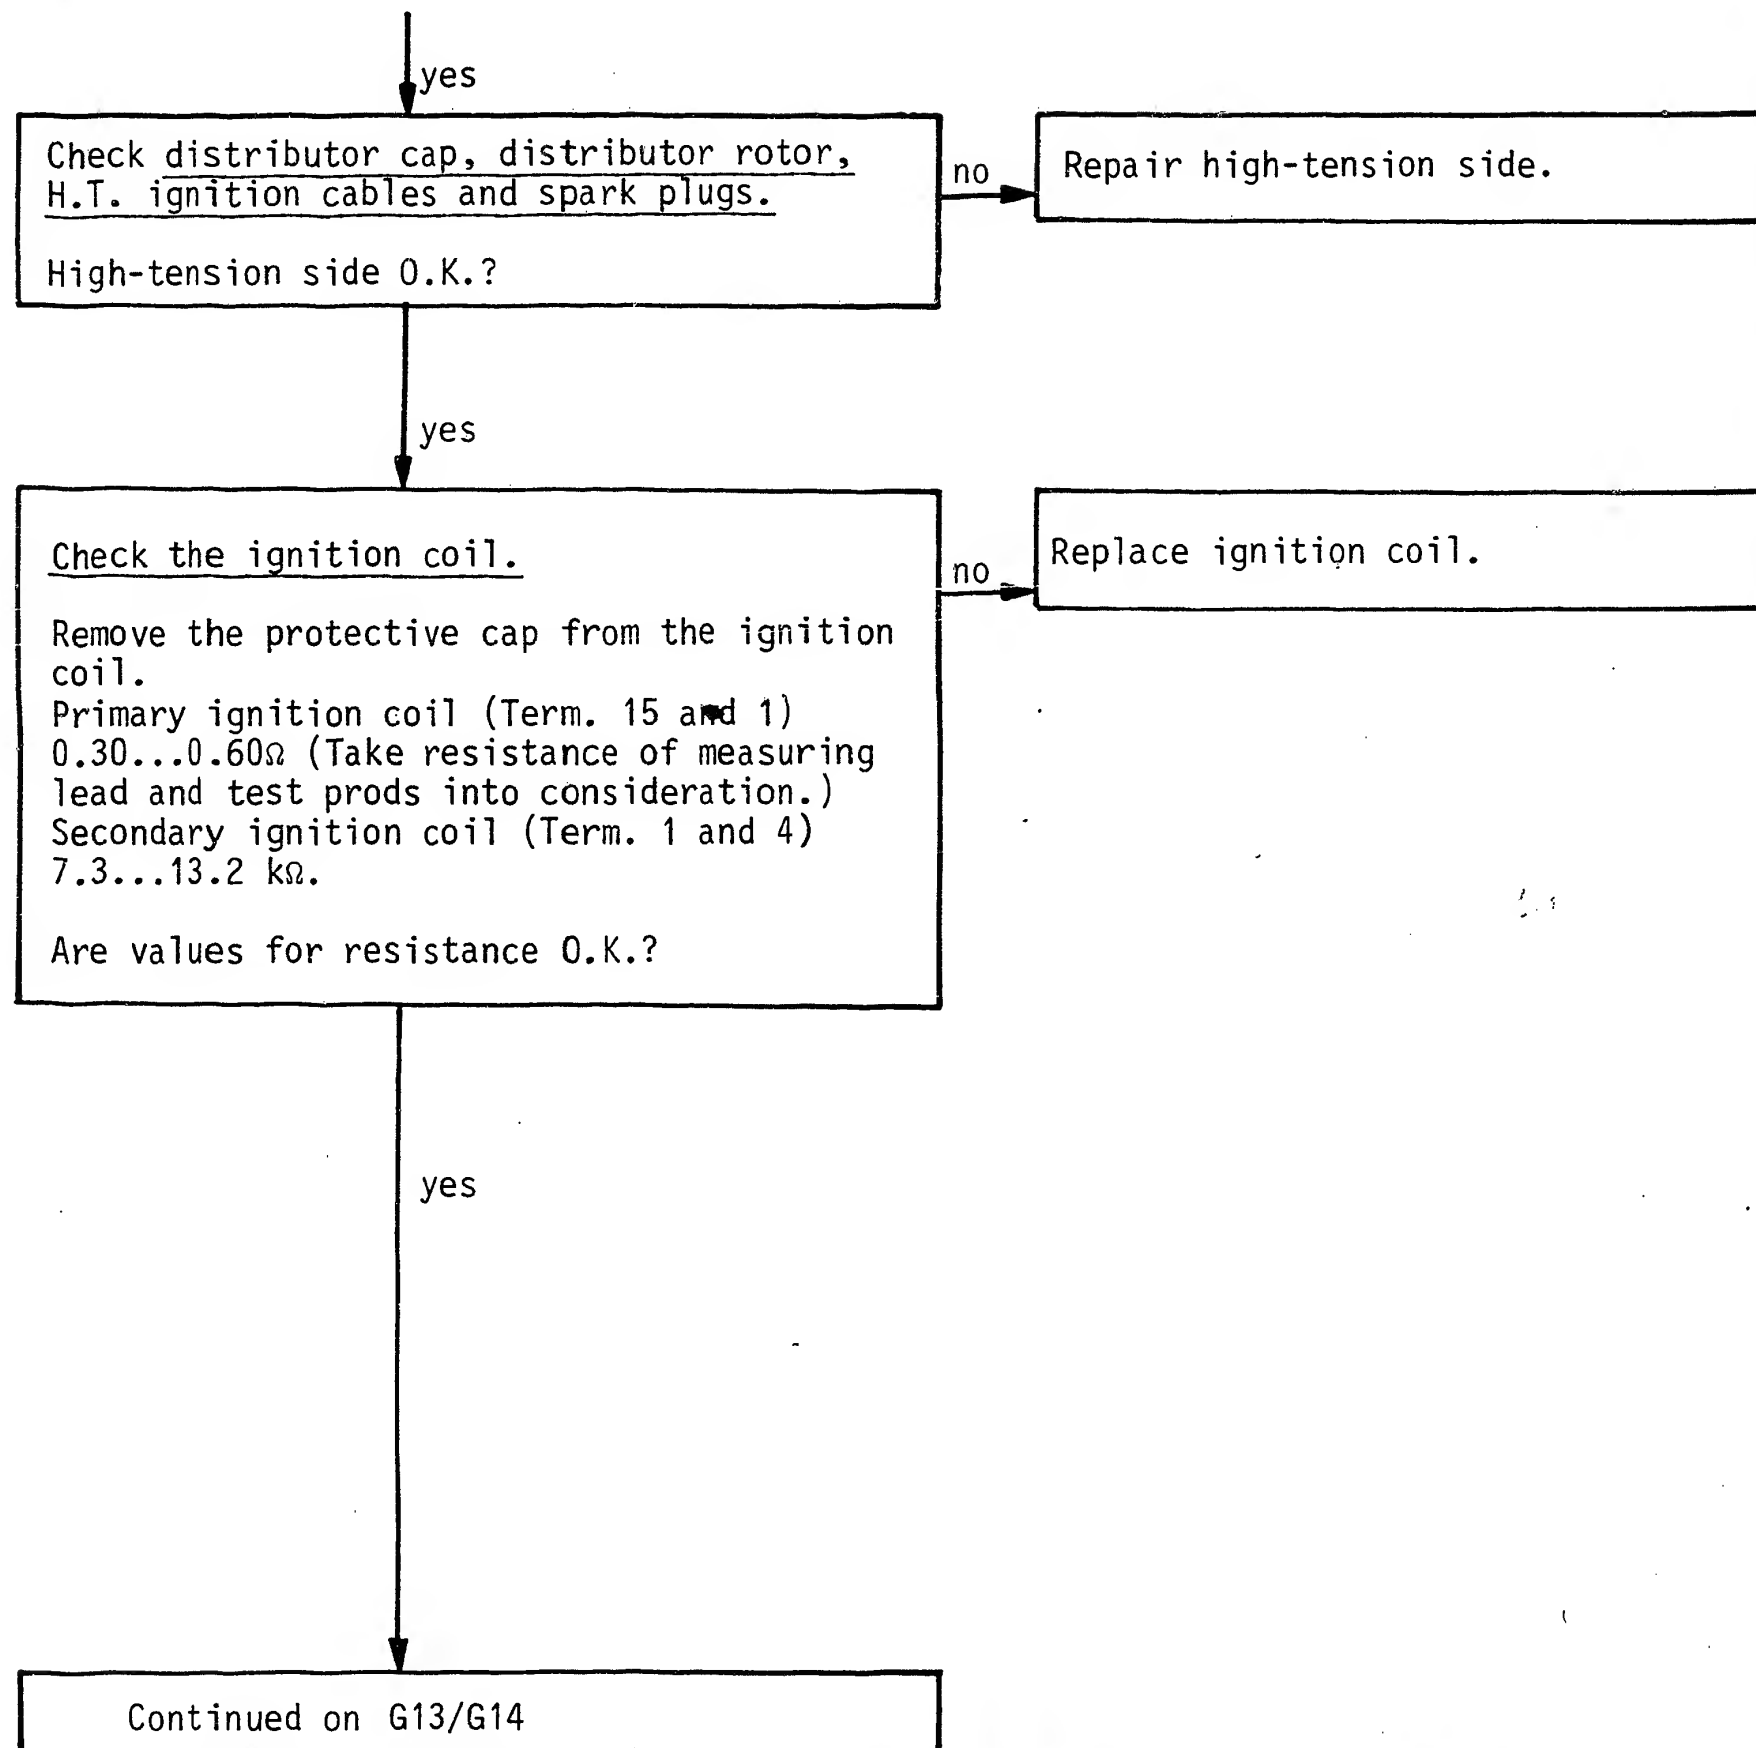 yes
Check distributor cap, distributor rotor,
H.T. ignition cables and spark plugs.
High-tension side O.K.?
no
Repair high-tension side.
yes
Check the ignition coil.
Remove the protective cap from the ignition
coil.
Primary ignition coil (Term. 15 and 1)
0.30...0.60Ω (Take resistance of measuring
lead and test prods into consideration.)
Secondary ignition coil (Term. 1 and 4)
7.3...13.2 kΩ.
Are values for resistance O.K.?
no
Replace ignition coil.
yes
Continued on G13/G14